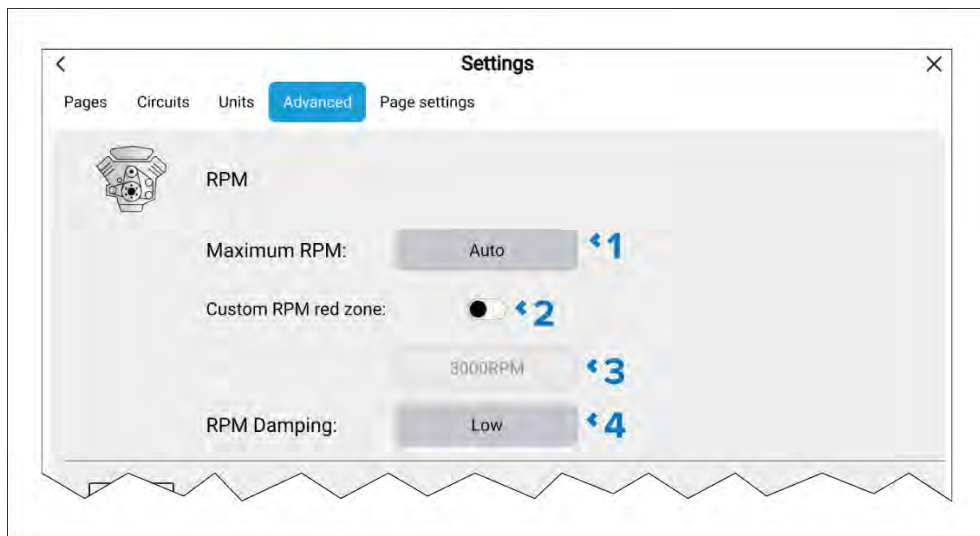 Settings
Pages Circuits Units Advanced Page settings
RPM
Maximum RPM: Auto 1
Custom RPM red zone: 2
3000RPM 3
RPM Damping: Low 4